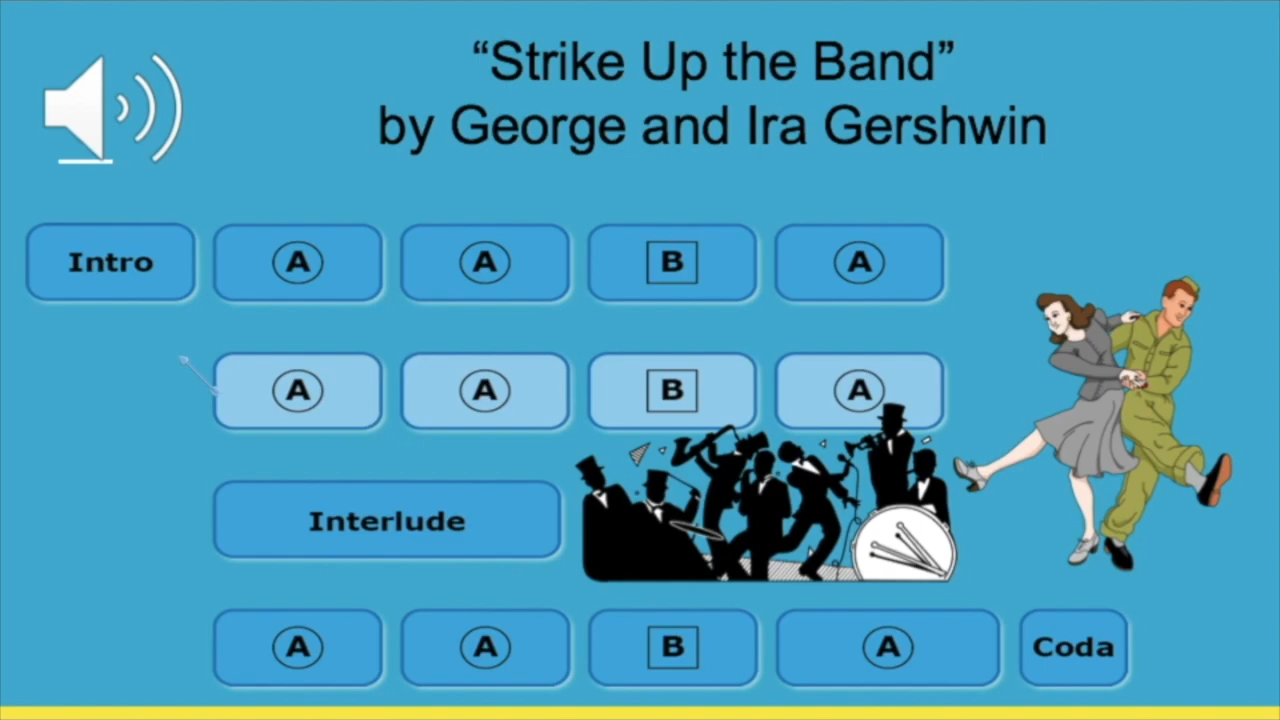 “Strike Up the Band”
by George and Ira Gershwin
Intro A A B A
A A B A
Interlude
A A B A Coda